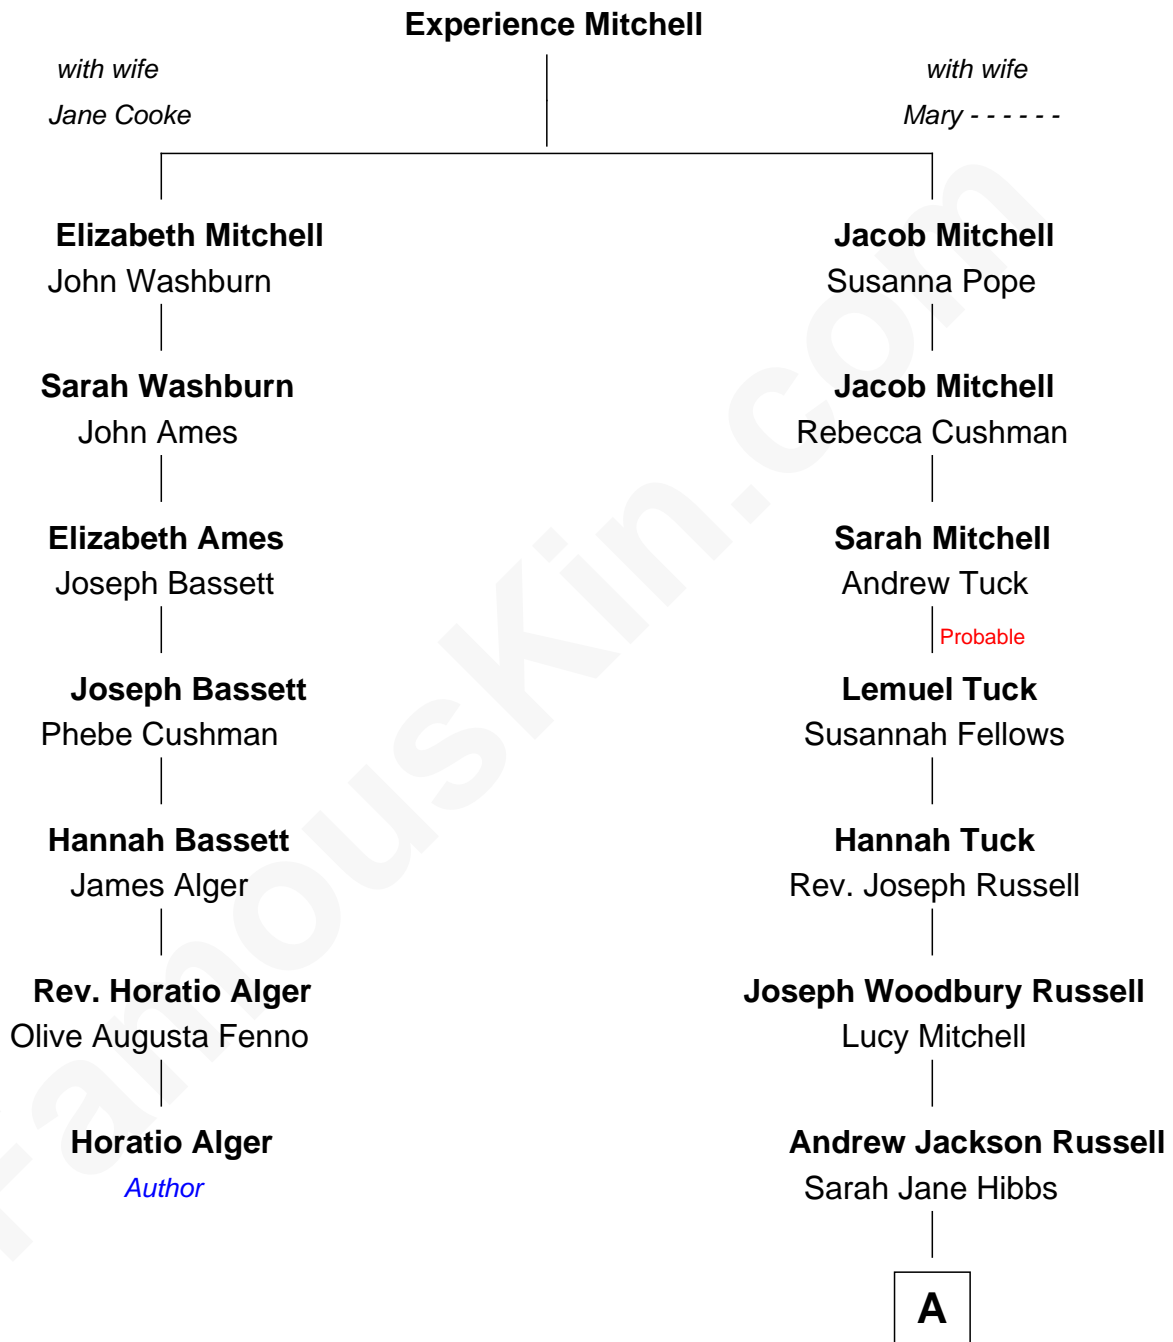 Experience Mitchell
with wife
Jane Cooke
with wife
Mary - - - - - -
Elizabeth Mitchell
John Washburn
Jacob Mitchell
Susanna Pope
Sarah Washburn
John Ames
Jacob Mitchell
Rebecca Cushman
Elizabeth Ames
Joseph Bassett
Sarah Mitchell
Andrew Tuck
Probable
Joseph Bassett
Phebe Cushman
Lemuel Tuck
Susannah Fellows
Hannah Bassett
James Alger
Hannah Tuck
Rev. Joseph Russell
Rev. Horatio Alger
Olive Augusta Fenno
Joseph Woodbury Russell
Lucy Mitchell
Horatio Alger
Author
Andrew Jackson Russell
Sarah Jane Hibbs
A
FamousKin.com